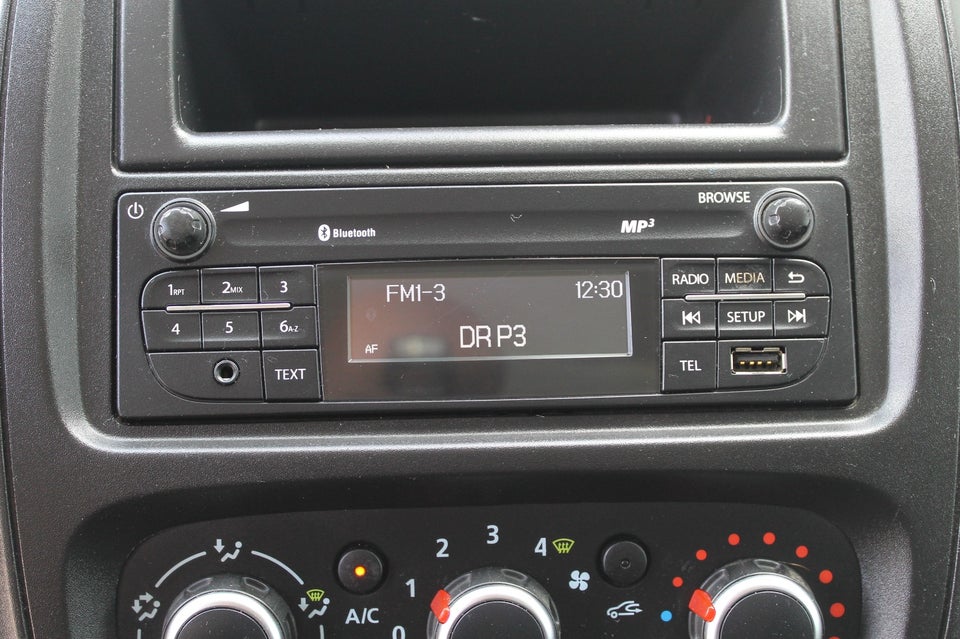 BROWSE
Bluetooth
MP3
FM1-3 12:30
DR P3
AF
1RPT 2MIX 3
4 5 6A-Z
TEXT
RADIO MEDIA
SETUP
TEL
0 1 2 3 4
A/C